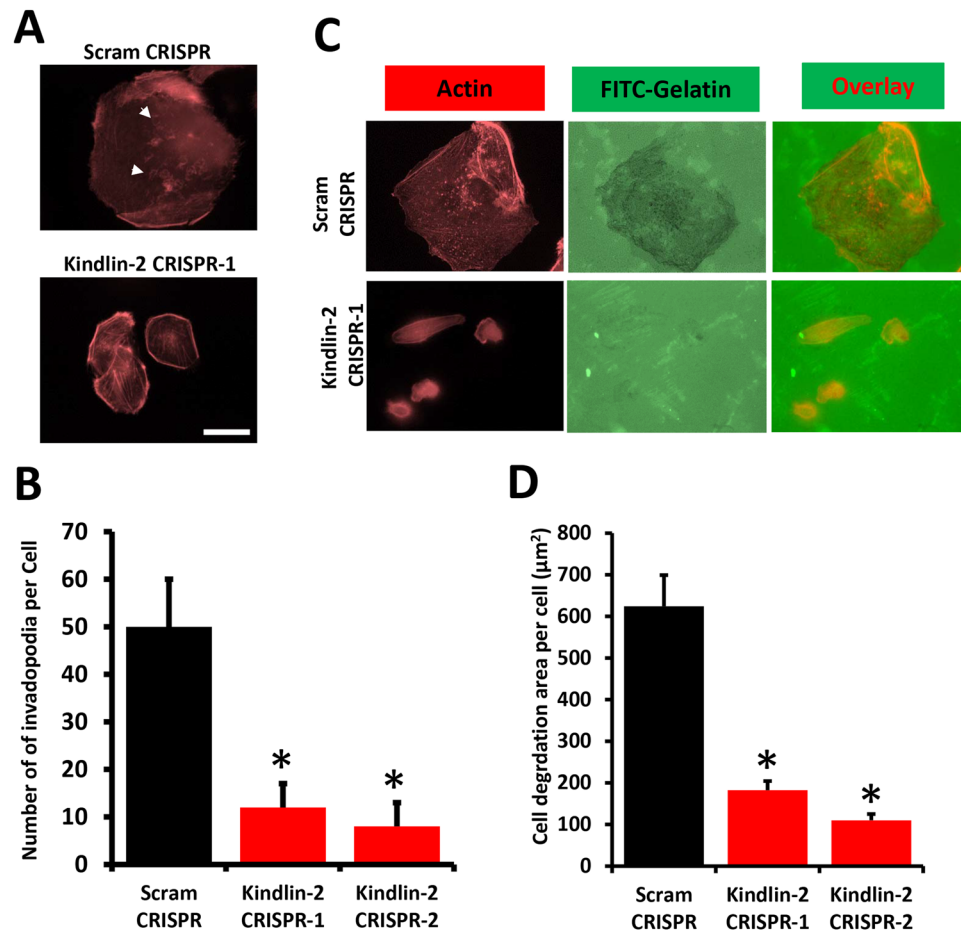 A
Scram CRISPR
Kindlin-2 CRISPR-1
C
Actin
FITC-Gelatin
Overlay
Scram
CRISPR
Kindlin-2
CRISPR-1
B
Number of of invadopodia per Cell
70
60
50
40
30
20
10
0
*
*
Scram
CRISPR
Kindlin-2
CRISPR-1
Kindlin-2
CRISPR-2
D
Cell degrdation area per cell (µm²)
800
700
600
500
400
300
200
100
0
*
*
Scram
CRISPR
Kindlin-2
CRISPR-1
Kindlin-2
CRISPR-2